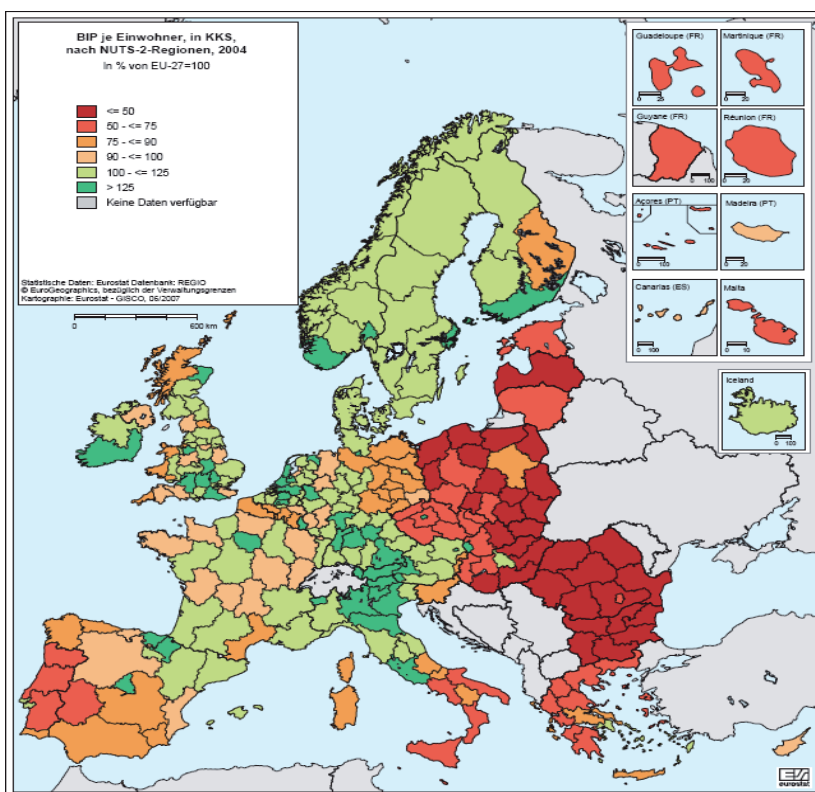 BIP je Einwohner, in KKS,
nach NUTS-2-Regionen, 2004
In % von EU-27=100
<= 50
50 - <= 75
75 - <= 90
90 - <= 100
100 - <= 125
> 125
Keine Daten verfügbar
Statistische Daten: Eurostat Datenbank: REGIO
© EuroGeographics, bezüglich der Verwaltungsgrenzen
Kartographie: Eurostat - GISCO, 06/2007
0 600 km
Guadeloupe (FR)
0 25
Martinique (FR)
0 20
Guyane (FR)
0 100
Réunion (FR)
0 20
Açores (PT)
0 100
Madeira (PT)
0 20
Canarias (ES)
0 100
Malta
0 10
Iceland
0 100
eurostat